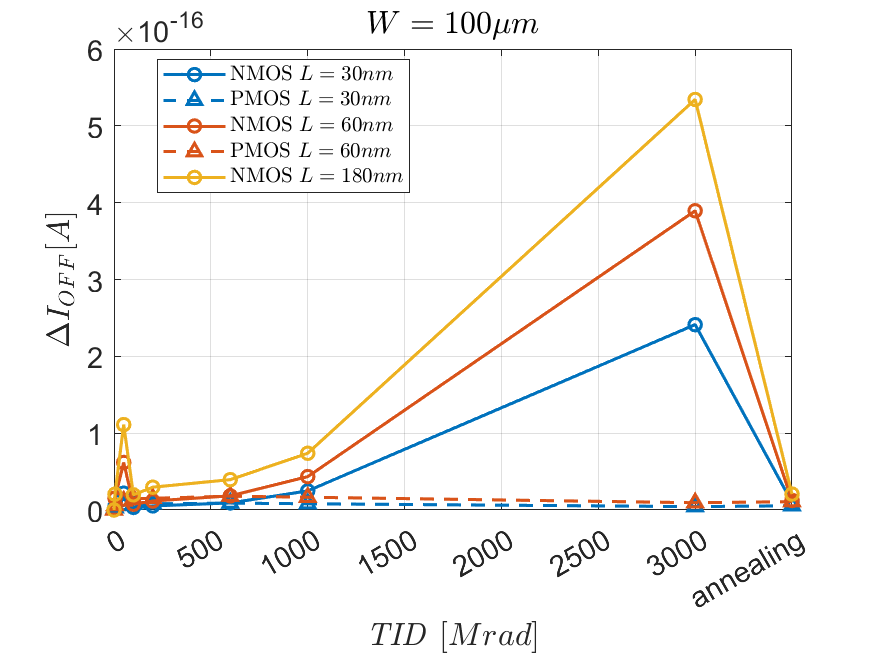 ×10^-16
W = 100μm
6
5
4
3
2
1
0
ΔI_OFF [A]
NMOS L = 30nm
PMOS L = 30nm
NMOS L = 60nm
PMOS L = 60nm
NMOS L = 180nm
0
500
1000
1500
2000
2500
3000
annealing
TID [Mrad]